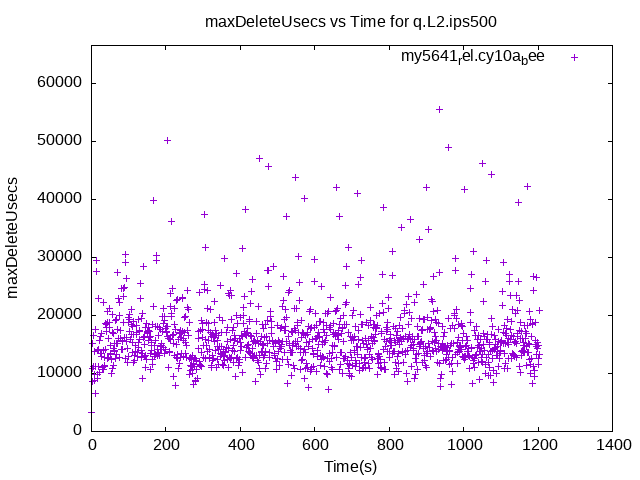 maxDeleteUsecs vs Time for q.L2.ips500
my5641rel.cy10abee
60000
50000
40000
30000
20000
10000
0
maxDeleteUsecs
0 200 400 600 800 1000 1200 1400
Time(s)